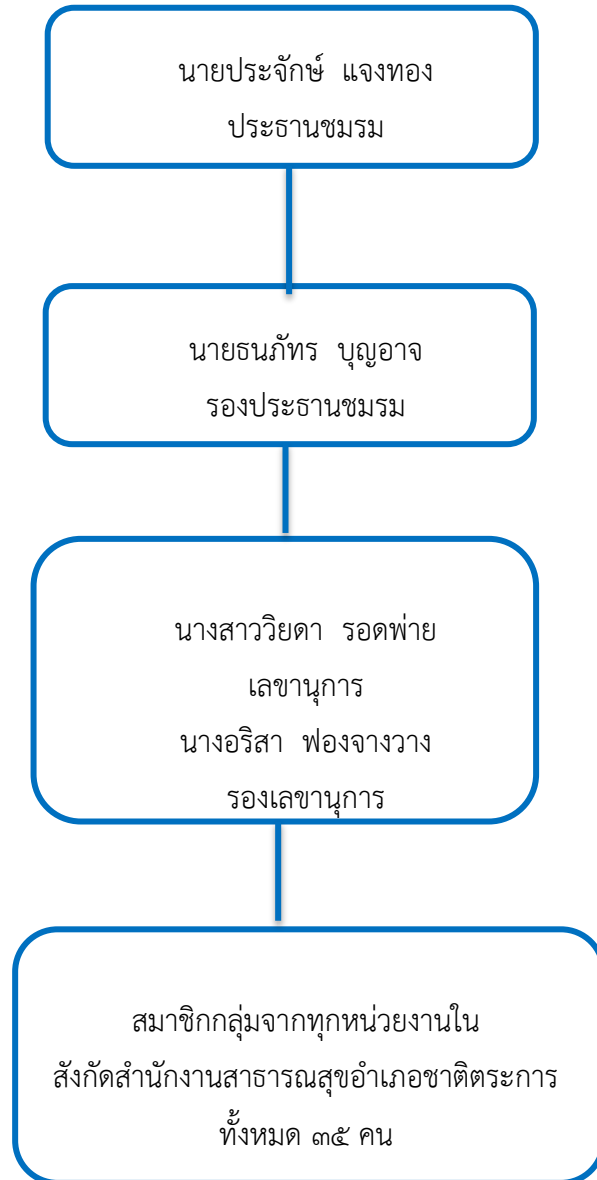 นายประจักษ์ แจงทอง
ประธานชมรม
นายธนภัทร บุญอาจ
รองประธานชมรม
นางสาววิยดา รอดพ่าย
เลขานุการ
นางอริสา ฟองจางวาง
รองเลขานุการ
สมาชิกกลุ่มจากทุกหน่วยงานใน
สังกัดสำนักงานสาธารณสุขอำเภอชาติตระการ
ทั้งหมด ๓๕ คน